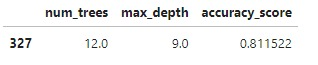 num_trees max_depth accuracy_score
327 12.0 9.0 0.811522